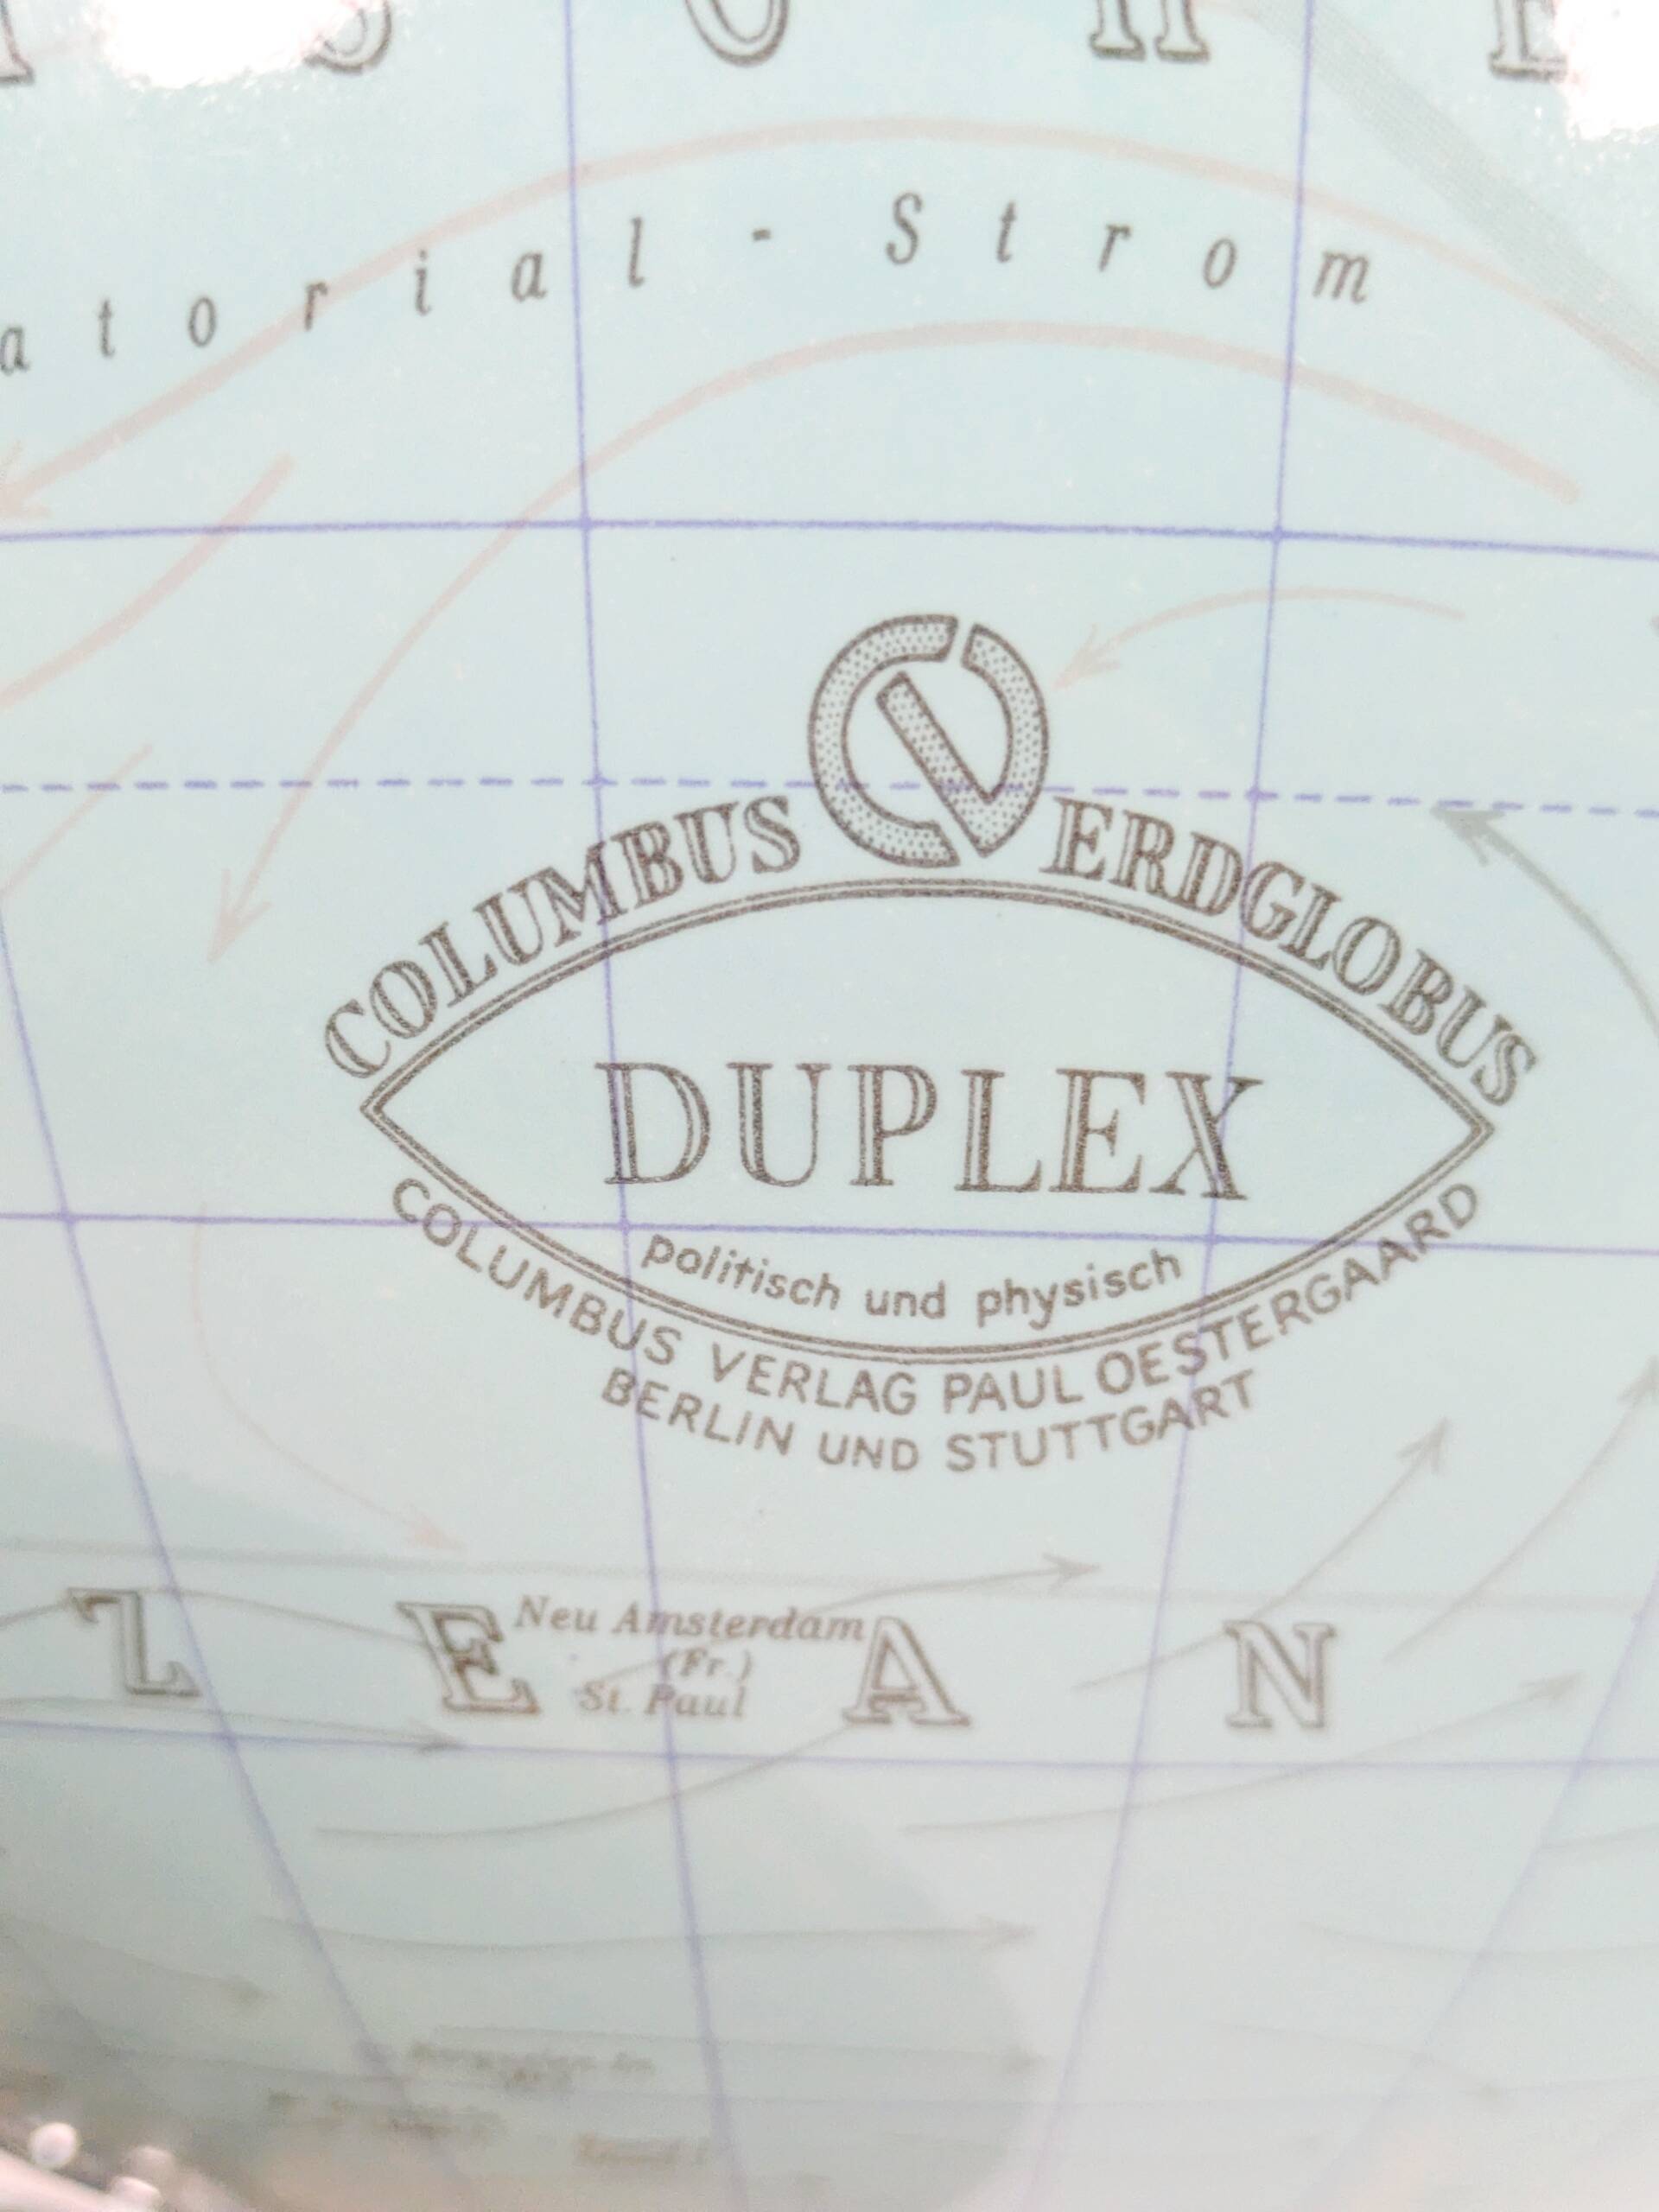 atorial - Strom
COLUMBUS ERDGLOBUS
DUPLEX
politisch und physisch
COLUMBUS VERLAG PAUL OESTERGAARD
BERLIN UND STUTTGART
Neu Amsterdam
(Fr.)
St. Paul
Z E A N